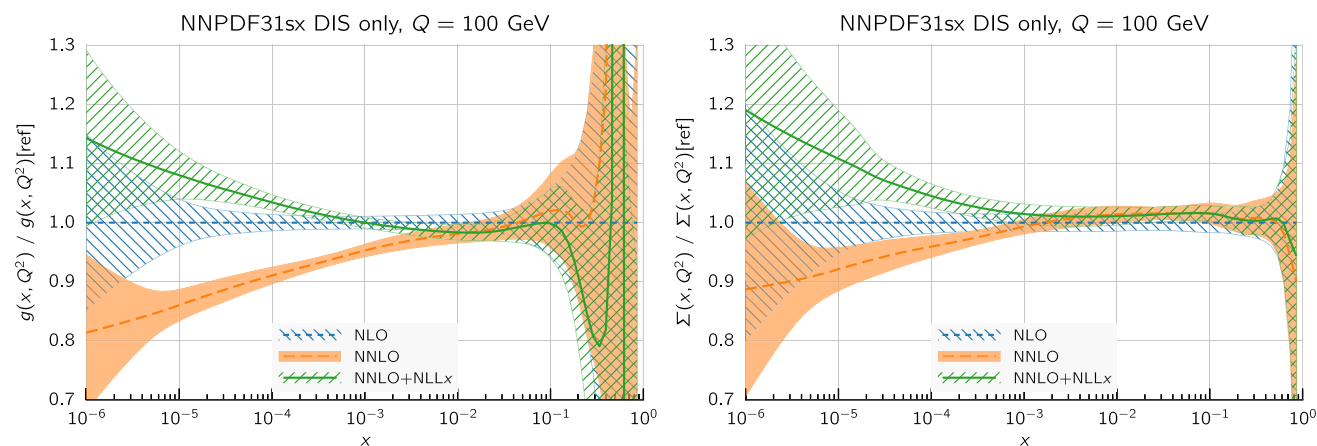 NNPDF31sx DIS only, Q = 100 GeV
g(x, Q²) / g(x, Q²)[ref]
1.3
1.2
1.1
1.0
0.9
0.8
0.7
NLO
NNLO
NNLO+NLLx
10⁻⁶
10⁻⁵
10⁻⁴
10⁻³
10⁻²
10⁻¹
10⁰
x
NNPDF31sx DIS only, Q = 100 GeV
Σ(x, Q²) / Σ(x, Q²)[ref]
1.3
1.2
1.1
1.0
0.9
0.8
0.7
NLO
NNLO
NNLO+NLLx
10⁻⁶
10⁻⁵
10⁻⁴
10⁻³
10⁻²
10⁻¹
10⁰
x